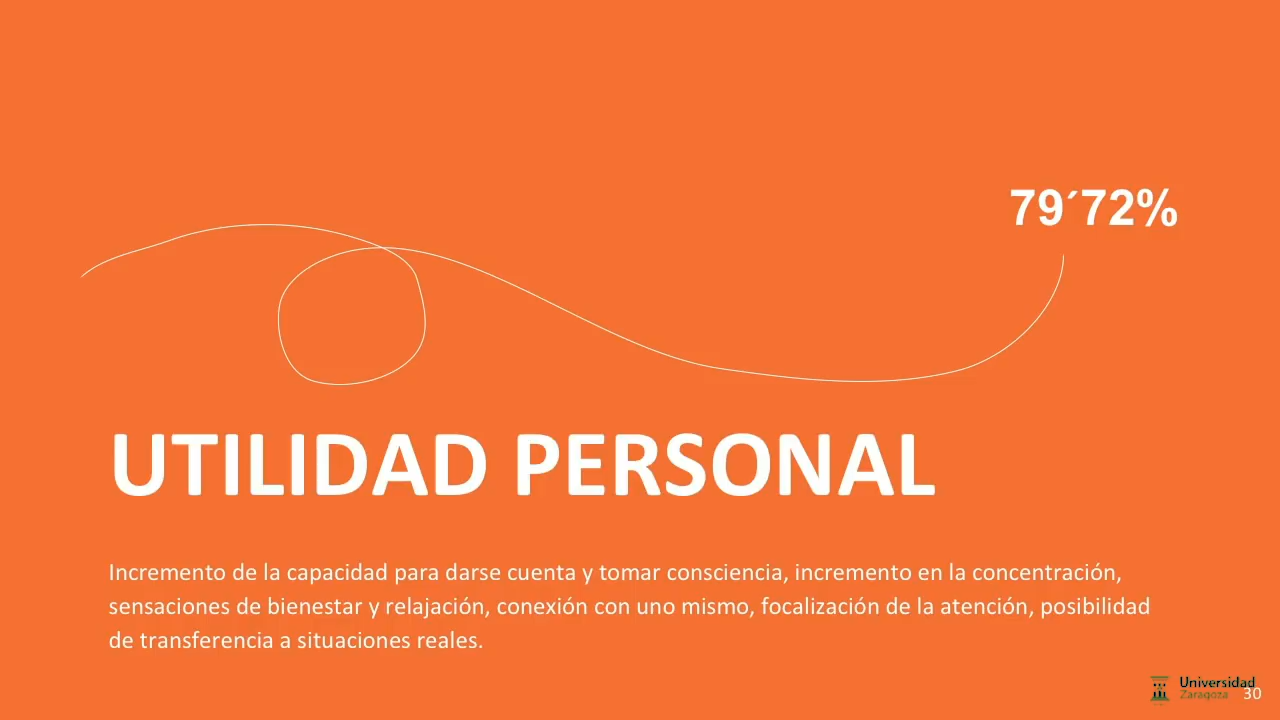 79´72%
UTILIDAD PERSONAL
Incremento de la capacidad para darse cuenta y tomar consciencia, incremento en la concentración,
sensaciones de bienestar y relajación, conexión con uno mismo, focalización de la atención, posibilidad
de transferencia a situaciones reales.
Universidad
Zaragoza
30